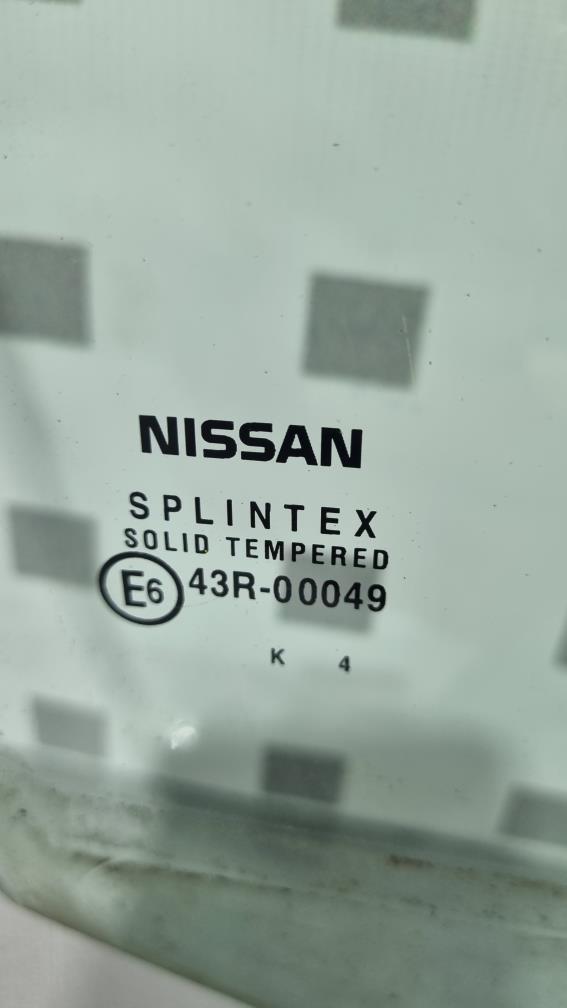 NISSAN
SPLINTEX
SOLID TEMPERED
E6 43R-00049
K 4